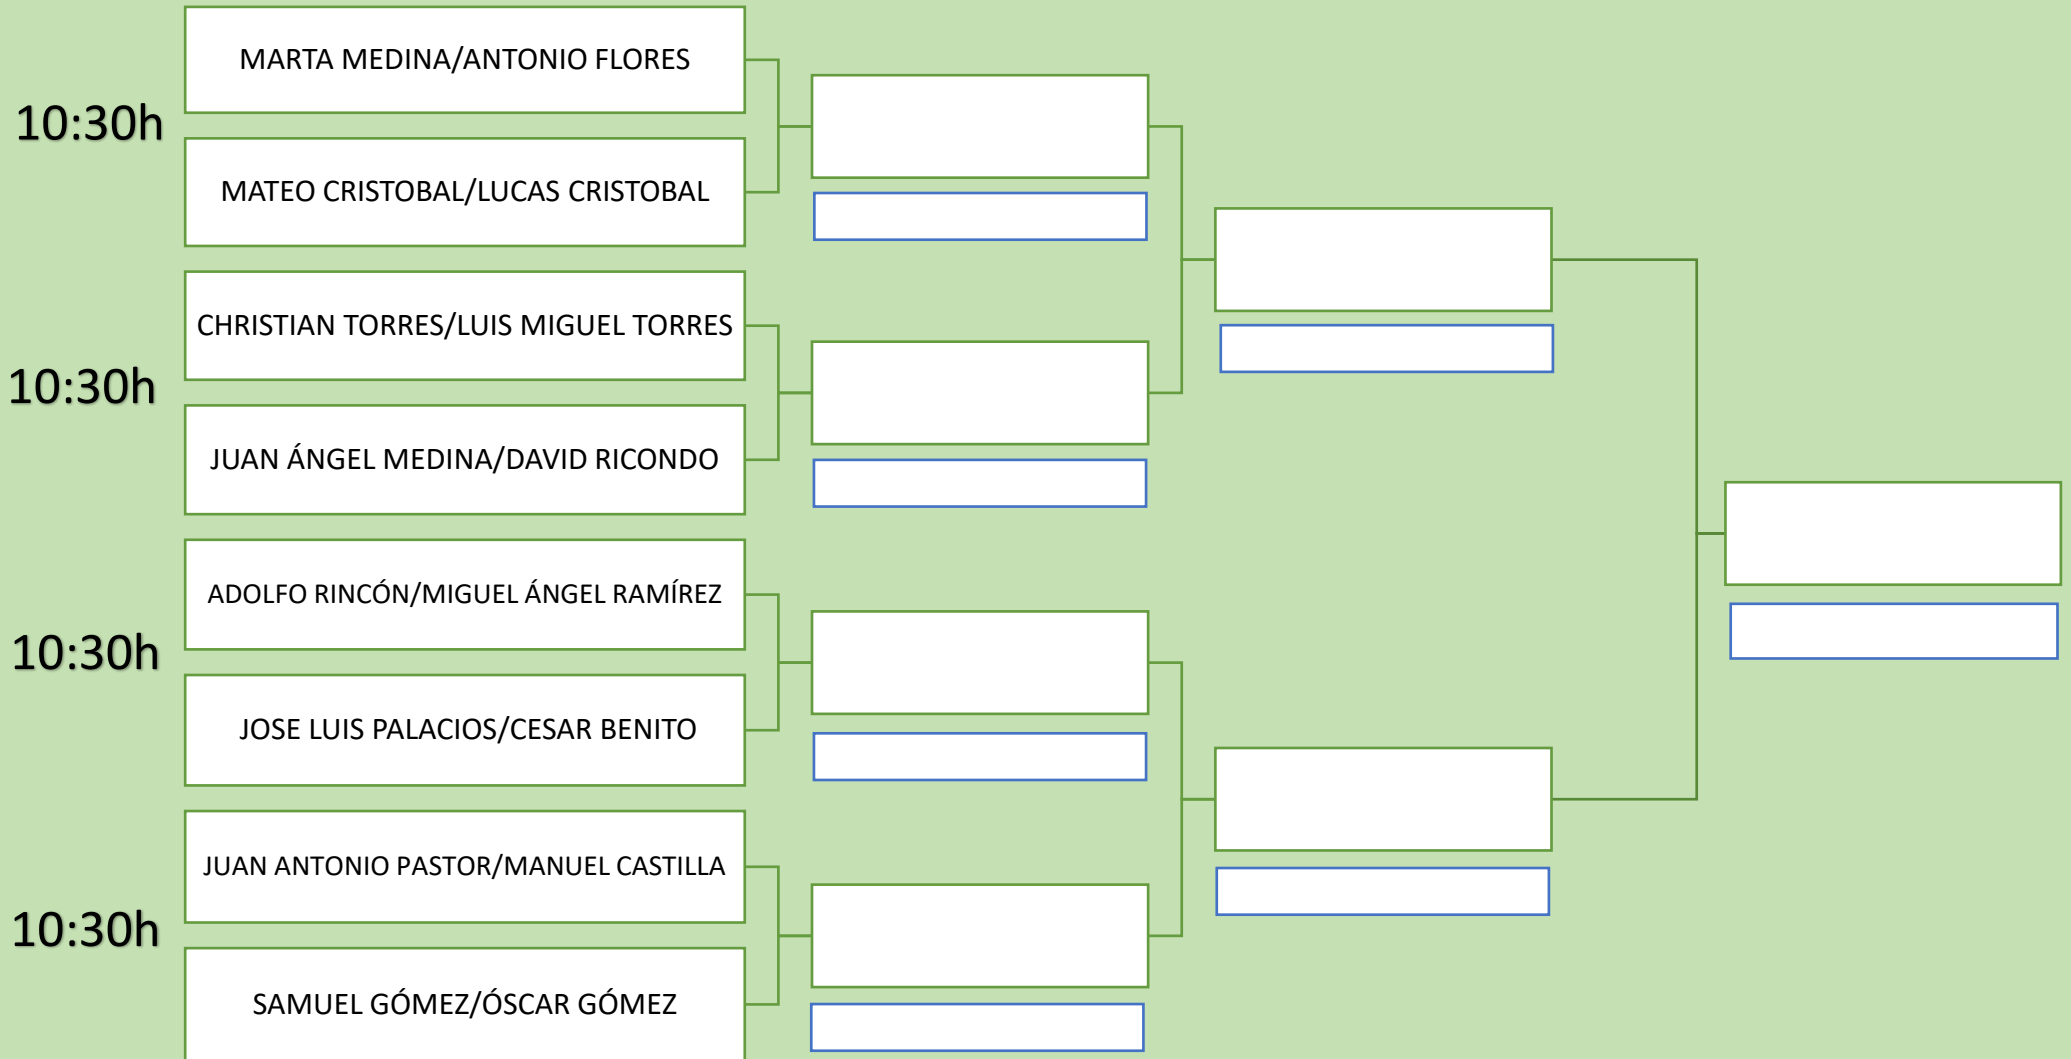 MARTA MEDINA/ANTONIO FLORES
10:30h
MATEO CRISTOBAL/LUCAS CRISTOBAL
CHRISTIAN TORRES/LUIS MIGUEL TORRES
10:30h
JUAN ÁNGEL MEDINA/DAVID RICONDO
ADOLFO RINCÓN/MIGUEL ÁNGEL RAMÍREZ
10:30h
JOSE LUIS PALACIOS/CESAR BENITO
JUAN ANTONIO PASTOR/MANUEL CASTILLA
10:30h
SAMUEL GÓMEZ/ÓSCAR GÓMEZ